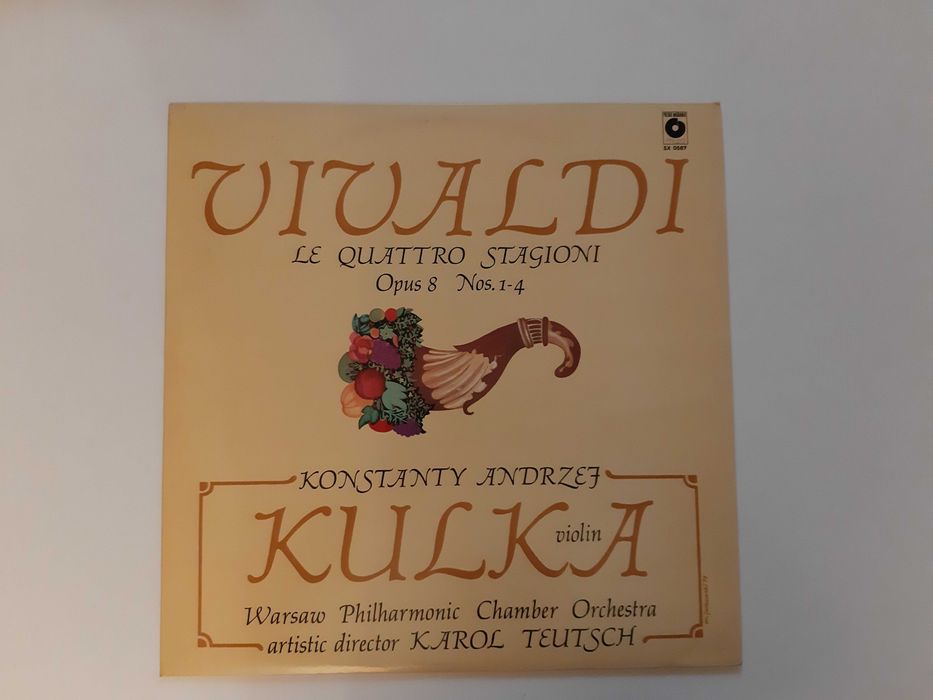 SX 0567
VIVALDI
LE QUATTRO STAGIONI
Opus 8 Nos. 1-4
KONSTANTY ANDRZEJ
KULKA
violin
Warsaw Philharmonic Chamber Orchestra
artistic director KAROL TEUTSCH